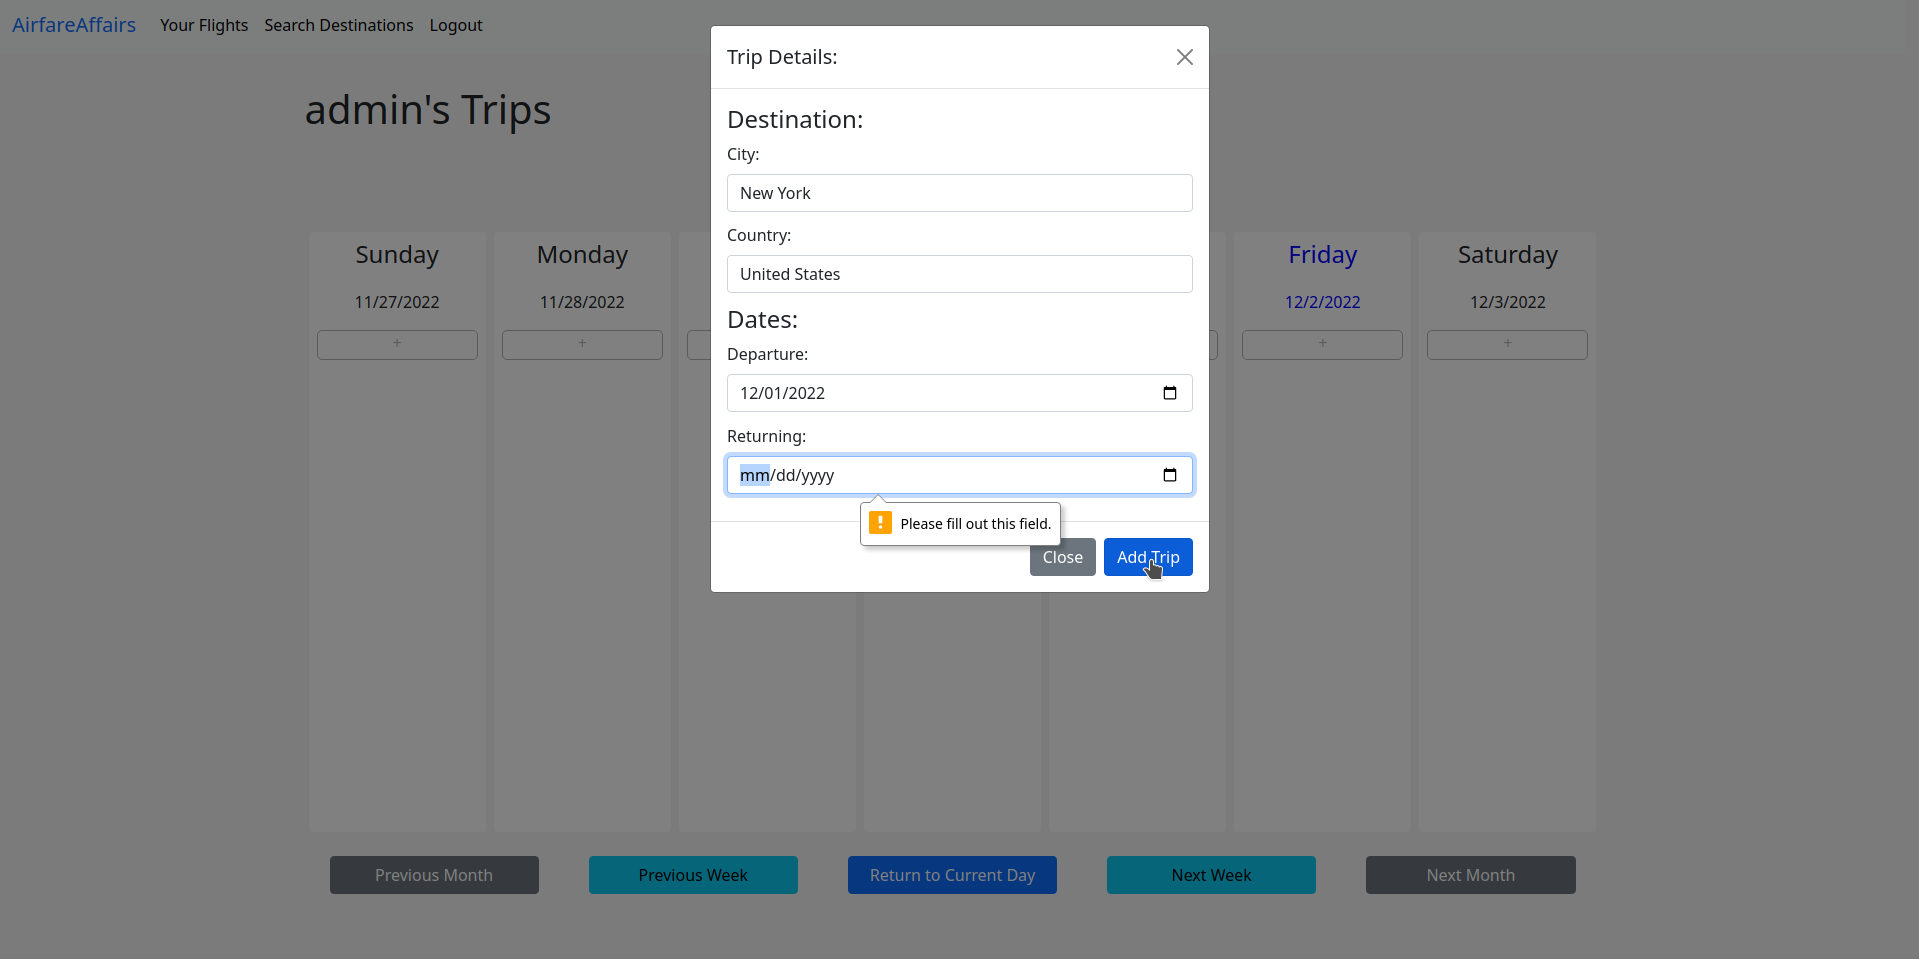 AirfareAffairs Your Flights Search Destinations Logout
admin's Trips
Trip Details:
Destination:
City:
New York
Country:
United States
Dates:
Departure:
12/01/2022
Returning:
mm/dd/yyyy
! Please fill out this field.
Close Add Trip
Sunday Monday Friday Saturday
11/27/2022 11/28/2022 12/2/2022 12/3/2022
+ + + +
Previous Month Previous Week Return to Current Day Next Week Next Month